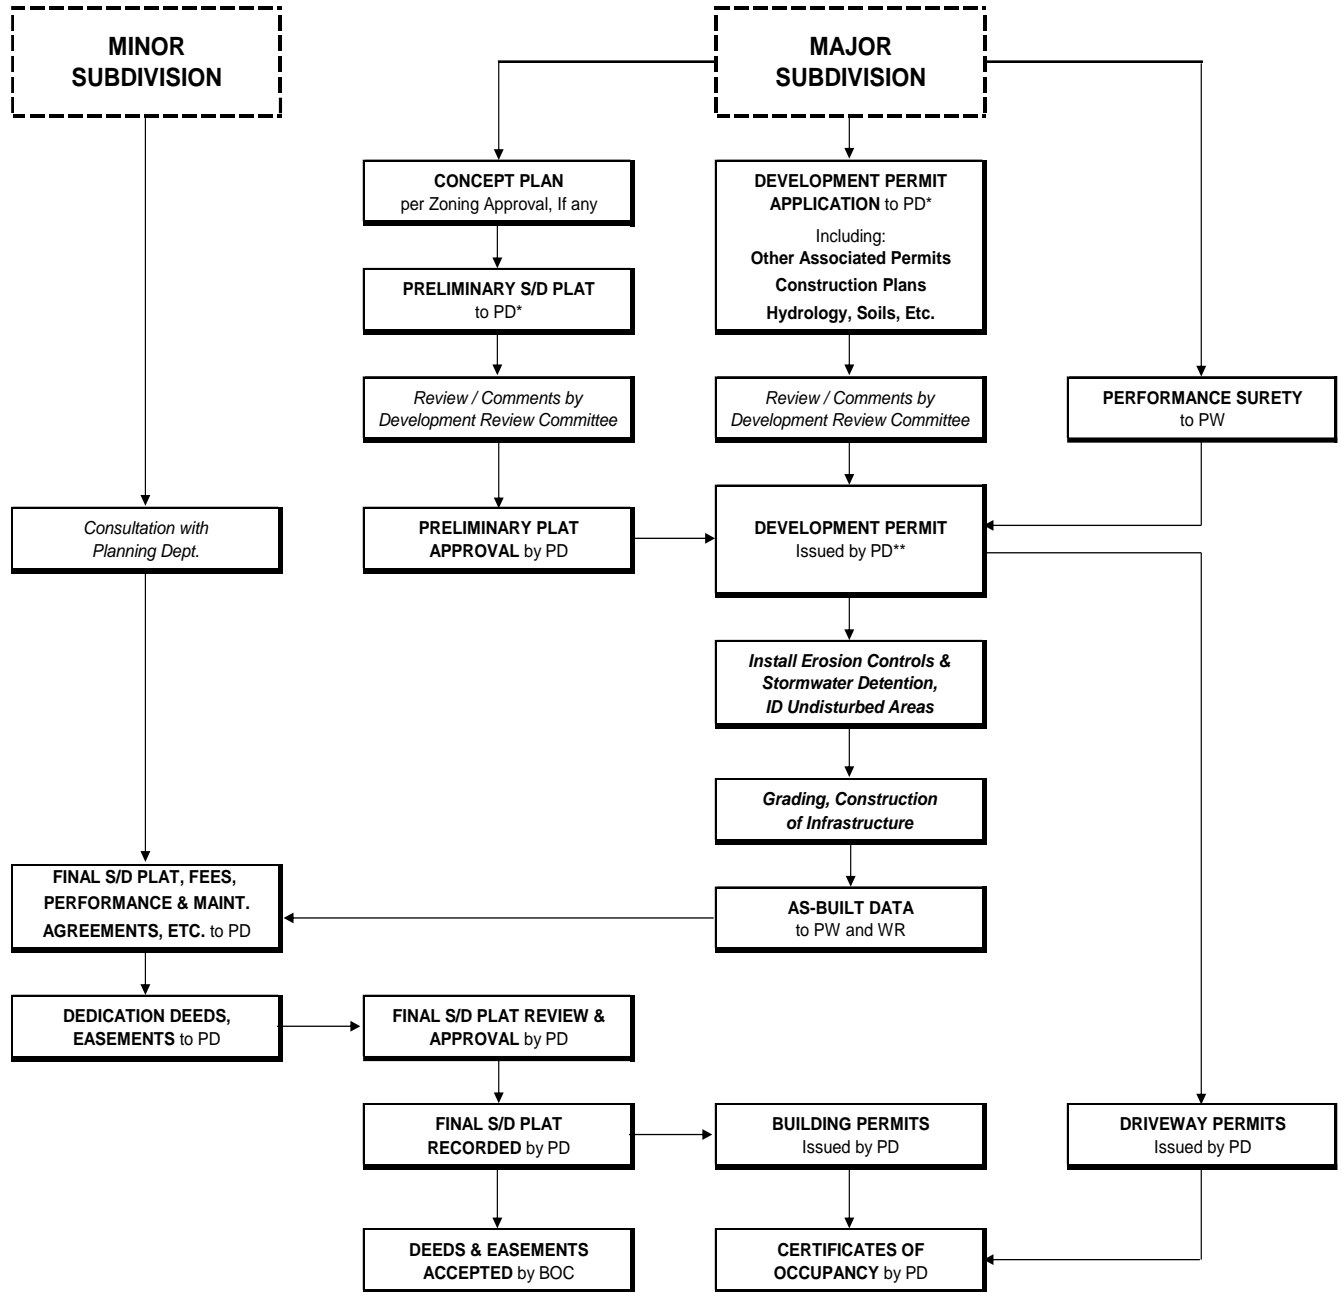 MINOR
SUBDIVISION
MAJOR
SUBDIVISION
CONCEPT PLAN
per Zoning Approval, If any
DEVELOPMENT PERMIT
APPLICATION to PD*
Including:
Other Associated Permits
Construction Plans
Hydrology, Soils, Etc.
PRELIMINARY S/D PLAT
to PD*
Review / Comments by
Development Review Committee
Review / Comments by
Development Review Committee
PERFORMANCE SURETY
to PW
Consultation with
Planning Dept.
PRELIMINARY PLAT
APPROVAL by PD
DEVELOPMENT PERMIT
Issued by PD**
Install Erosion Controls &
Stormwater Detention,
ID Undisturbed Areas
Grading, Construction
of Infrastructure
FINAL S/D PLAT, FEES,
PERFORMANCE & MAINT.
AGREEMENTS, ETC. to PD
AS-BUILT DATA
to PW and WR
DEDICATION DEEDS,
EASEMENTS to PD
FINAL S/D PLAT REVIEW &
APPROVAL by PD
FINAL S/D PLAT
RECORDED by PD
BUILDING PERMITS
Issued by PD
DRIVEWAY PERMITS
Issued by PD
DEEDS & EASEMENTS
ACCEPTED by BOC
CERTIFICATES OF
OCCUPANCY by PD